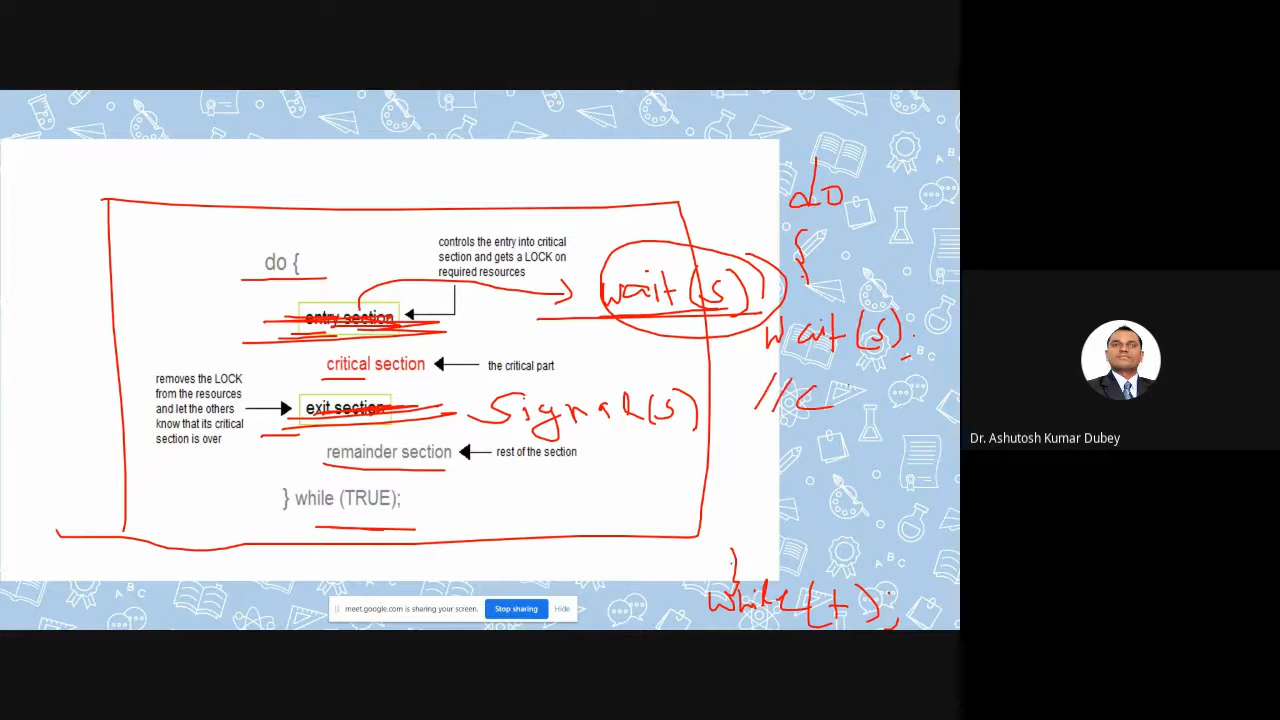 do {
controls the entry into critical
section and gets a LOCK on
required resources
entry section
wait(s)
critical section
the critical part
removes the LOCK
from the resources
and let the others
know that its critical
section is over
exit section
Signal(s)
remainder section
rest of the section
} while (TRUE);
do
{
wait(s);
//C
}
while(t);
meet.google.com is sharing your screen.
Stop sharing
Hide
Dr. Ashutosh Kumar Dubey